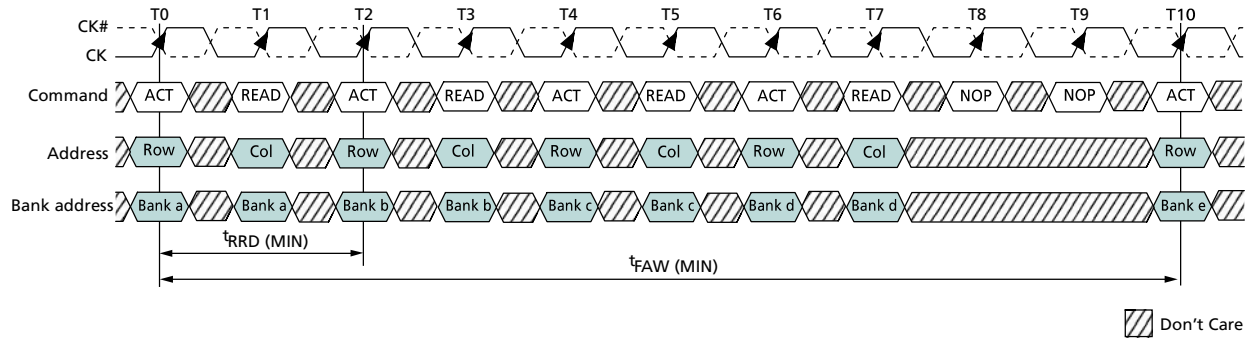 T0 T1 T2 T3 T4 T5 T6 T7 T8 T9 T10
CK#
CK
Command ACT READ ACT READ ACT READ ACT READ NOP NOP ACT
Address Row Col Row Col Row Col Row Col Row
Bank address Bank a Bank a Bank b Bank b Bank c Bank c Bank d Bank d Bank e
tRRD (MIN)
tFAW (MIN)
Don't Care